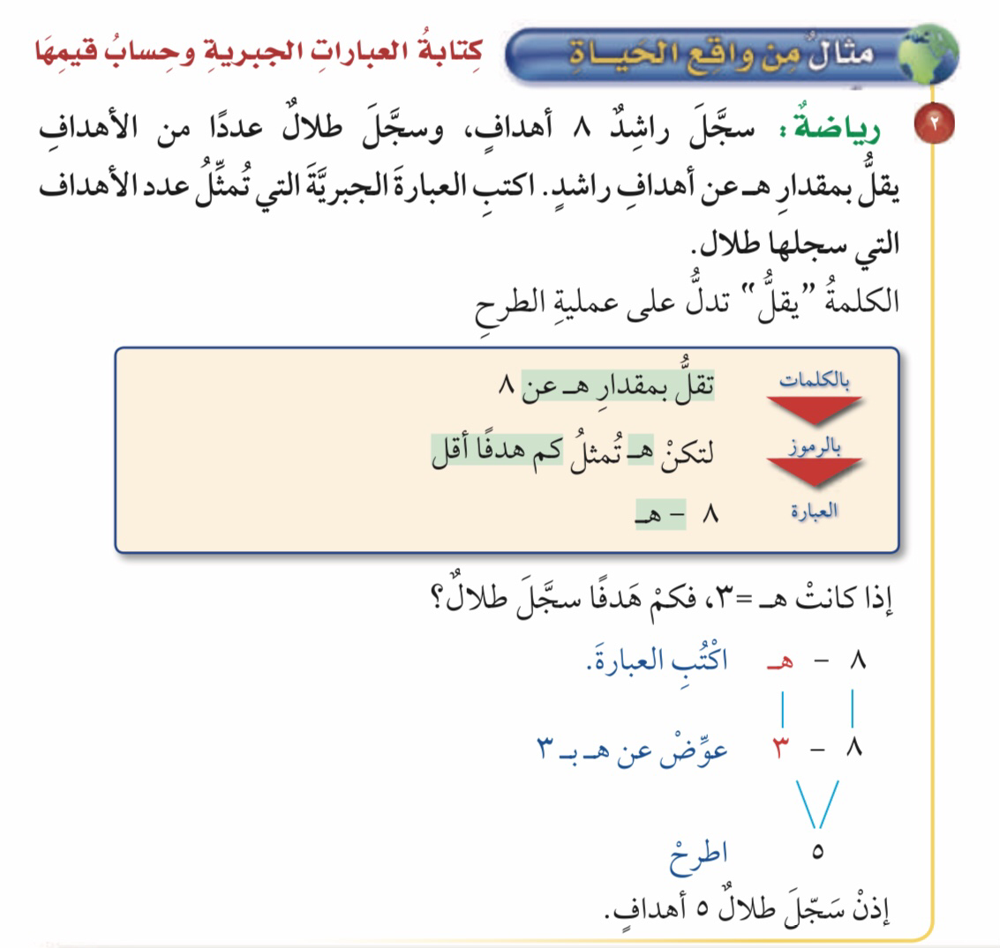 مثالٌ مِن واقِعِ الحَيـاةِ كِتابةُ العباراتِ الجبريةِ وحِسابُ قيمِهَا
٢ رياضةٌ: سجَّلَ راشِدٌ ٨ أهدافٍ، وسجَّلَ طلالٌ عددًا من الأهدافِ
يقلُّ بمقدارِ هـ عن أهدافِ راشدٍ. اكتبِ العبارةَ الجبريَّةَ التي تُمثِّلُ عدد الأهداف
التي سجلها طلال.
الكلمةُ ”يقلُّ“ تدلُّ على عمليةِ الطرحِ
بالكلمات تقلُّ بمقدارِ هـ عن ٨
بالرموز لتكنْ هـ تُمثلُ كم هدفًا أقل
العبارة ٨ – هـ
إذا كانتْ هـ =٣، فكمْ هَدفًا سجَّلَ طلالٌ؟
٨ – هـ اكْتُبِ العبارةَ.
٨ – ٣ عوِّضْ عن هـ بـ ٣
٥ اطرحْ
إذنْ سَجّلَ طلالٌ ٥ أهدافٍ.